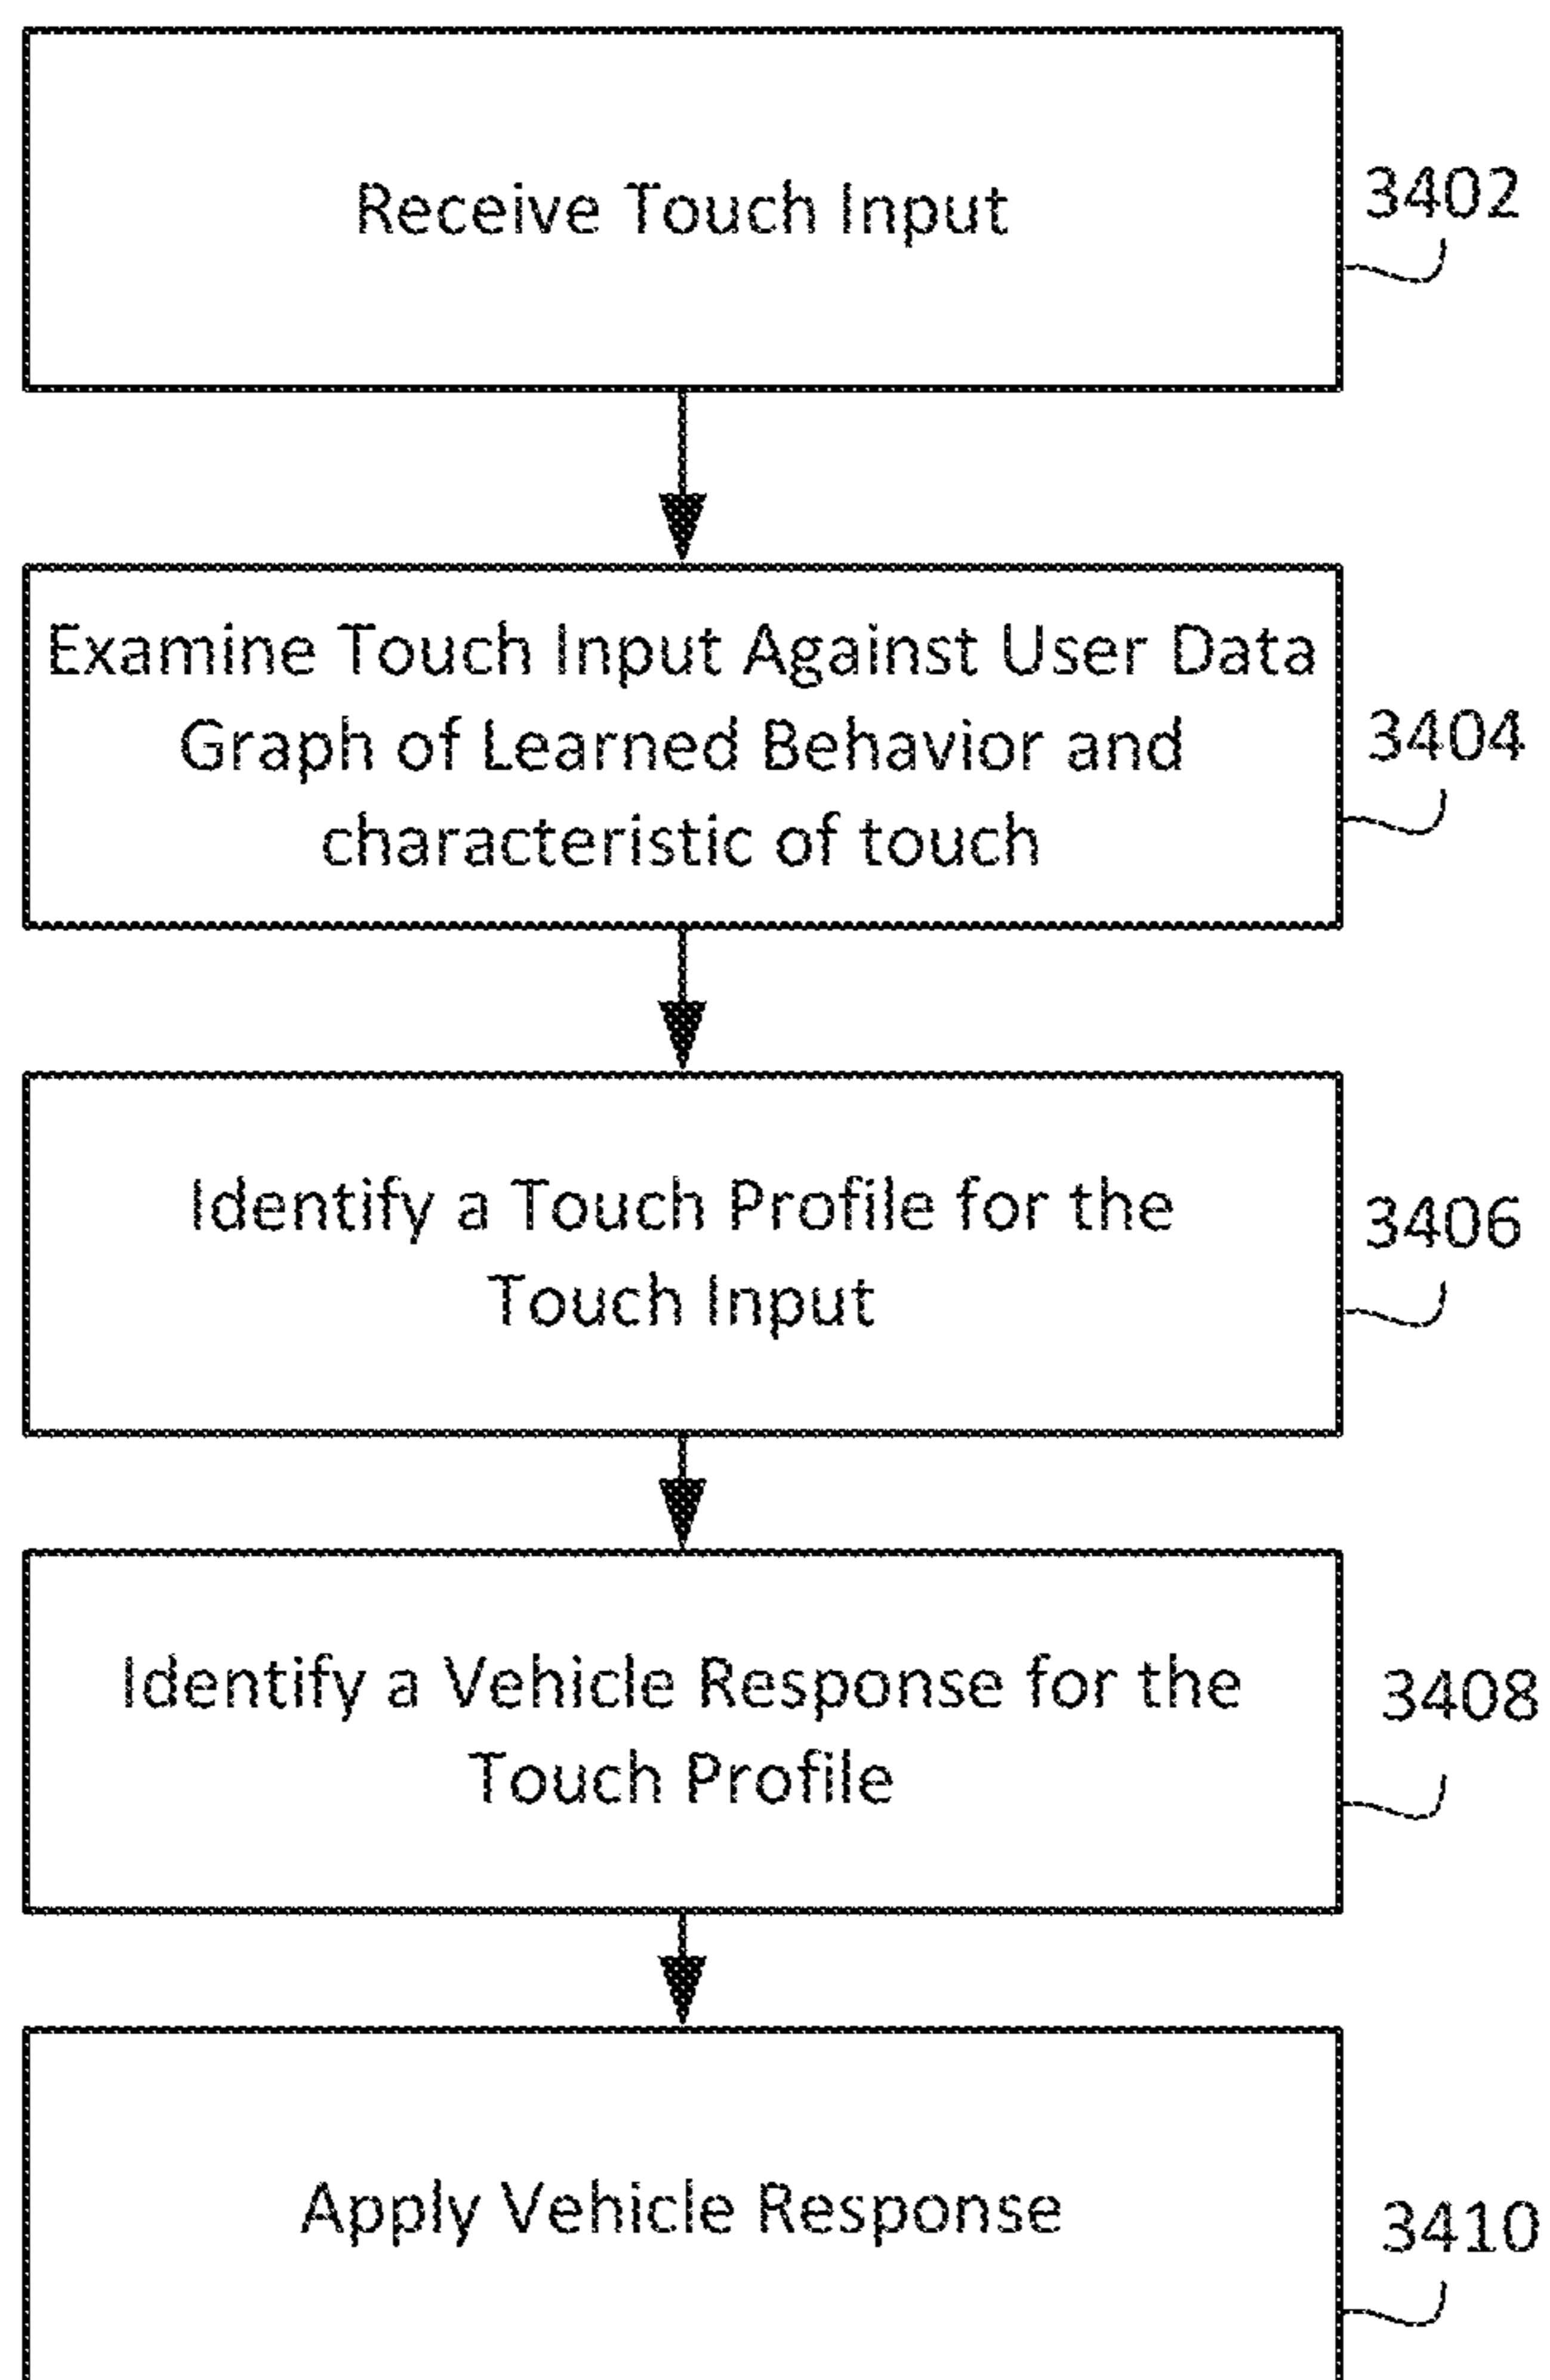 Receive Touch Input
3402
Examine Touch Input Against User Data
Graph of Learned Behavior and
characteristic of touch
3404
Identify a Touch Profile for the
Touch Input
3406
Identify a Vehicle Response for the
Touch Profile
3408
Apply Vehicle Response
3410